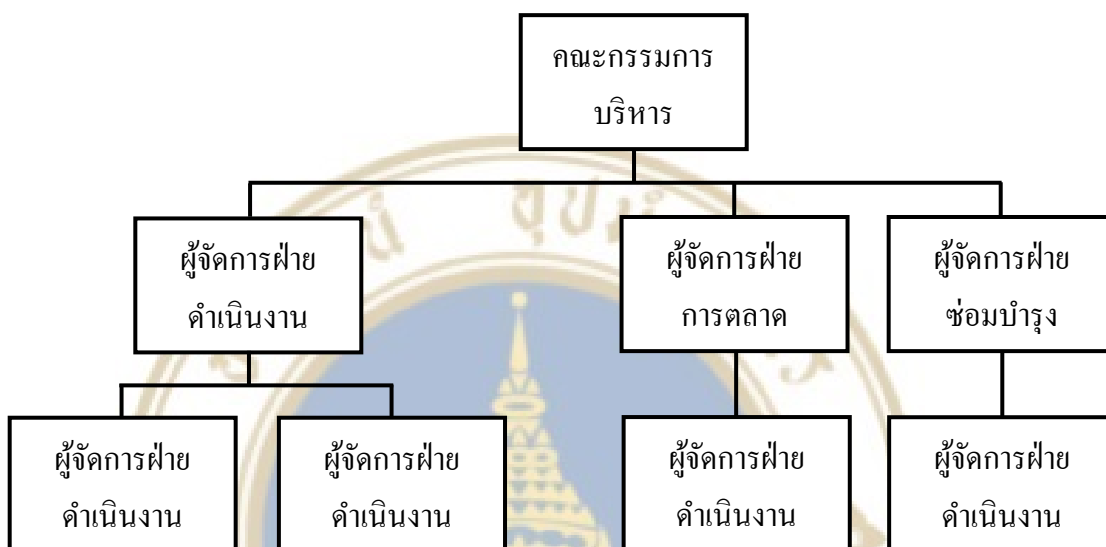 คณะกรรมการ
บริหาร
ผู้จัดการฝ่าย
ดำเนินงาน
ผู้จัดการฝ่าย
การตลาด
ผู้จัดการฝ่าย
ซ่อมบำรุง
ผู้จัดการฝ่าย
ดำเนินงาน
ผู้จัดการฝ่าย
ดำเนินงาน
ผู้จัดการฝ่าย
ดำเนินงาน
ผู้จัดการฝ่าย
ดำเนินงาน